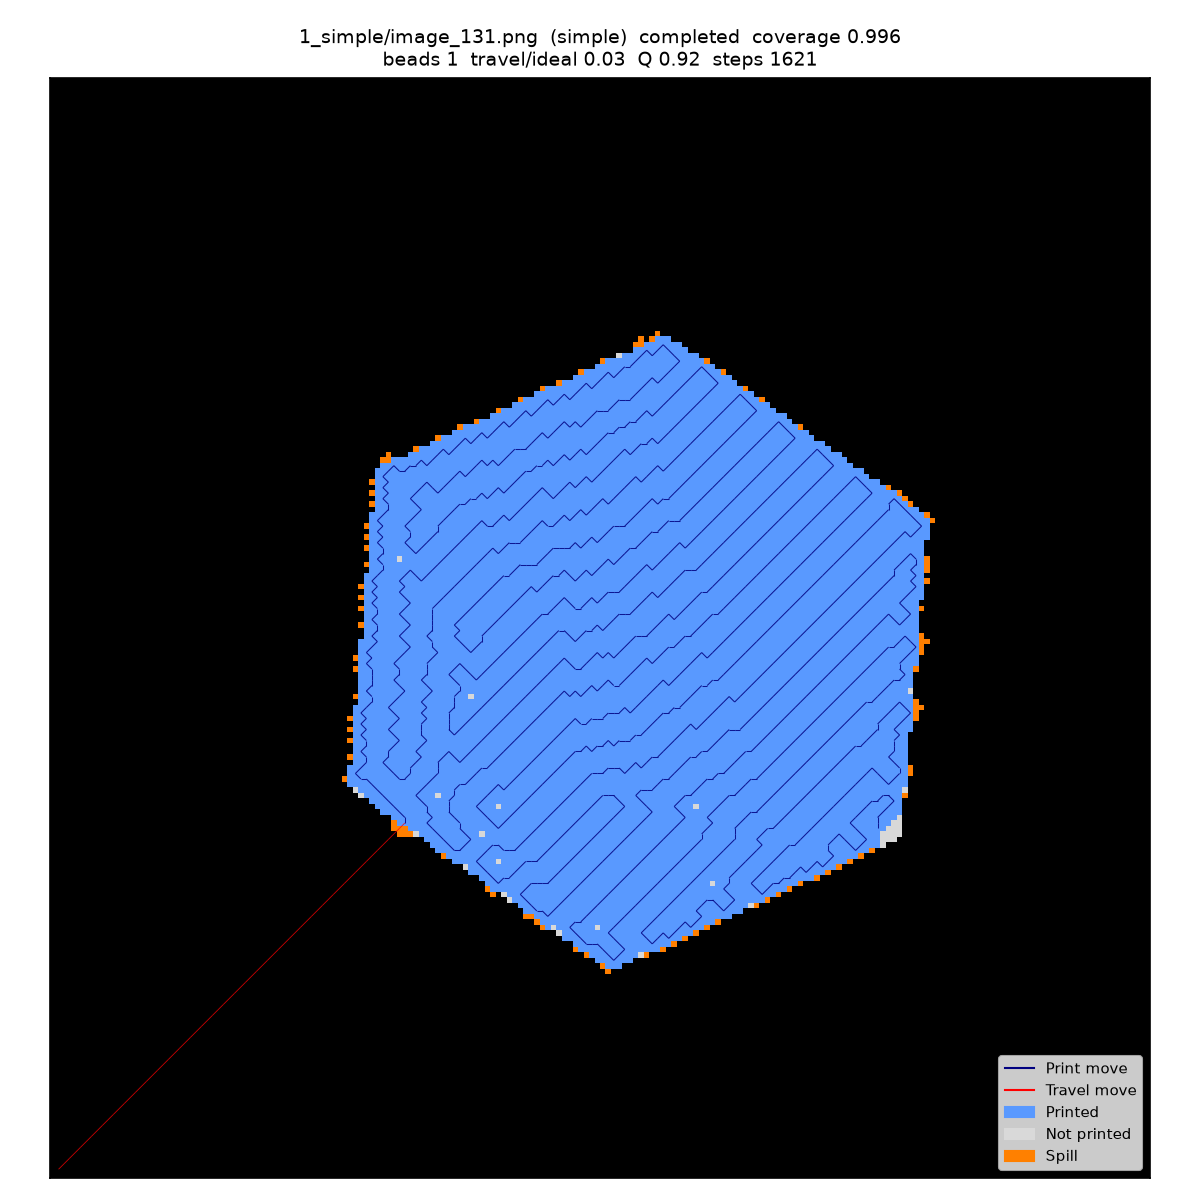 1_simple/image_131.png  (simple)  completed  coverage 0.996
beads 1  travel/ideal 0.03  Q 0.92  steps 1621
Print move
Travel move
Printed
Not printed
Spill